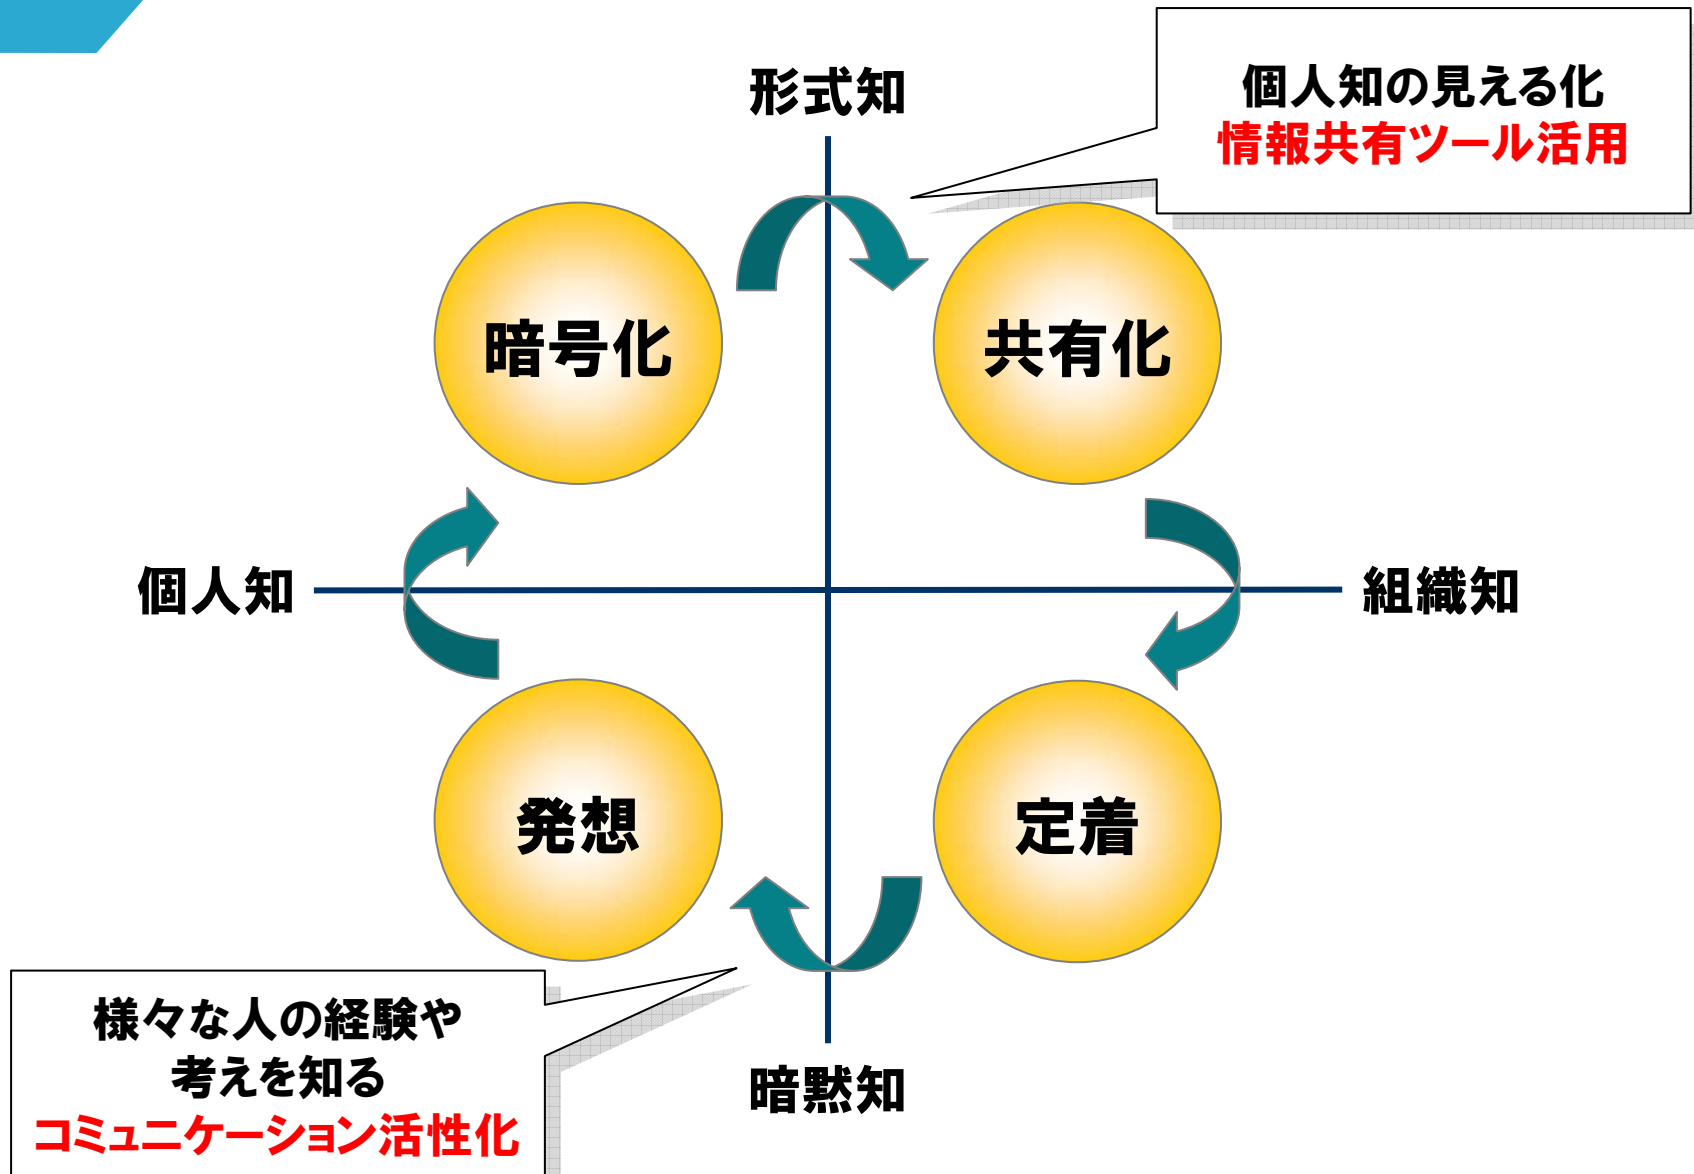 形式知
個人知の見える化
情報共有ツール活用
暗号化
共有化
個人知
組織知
発想
定着
様々な人の経験や
考えを知る
コミュニケーション活性化
暗黙知